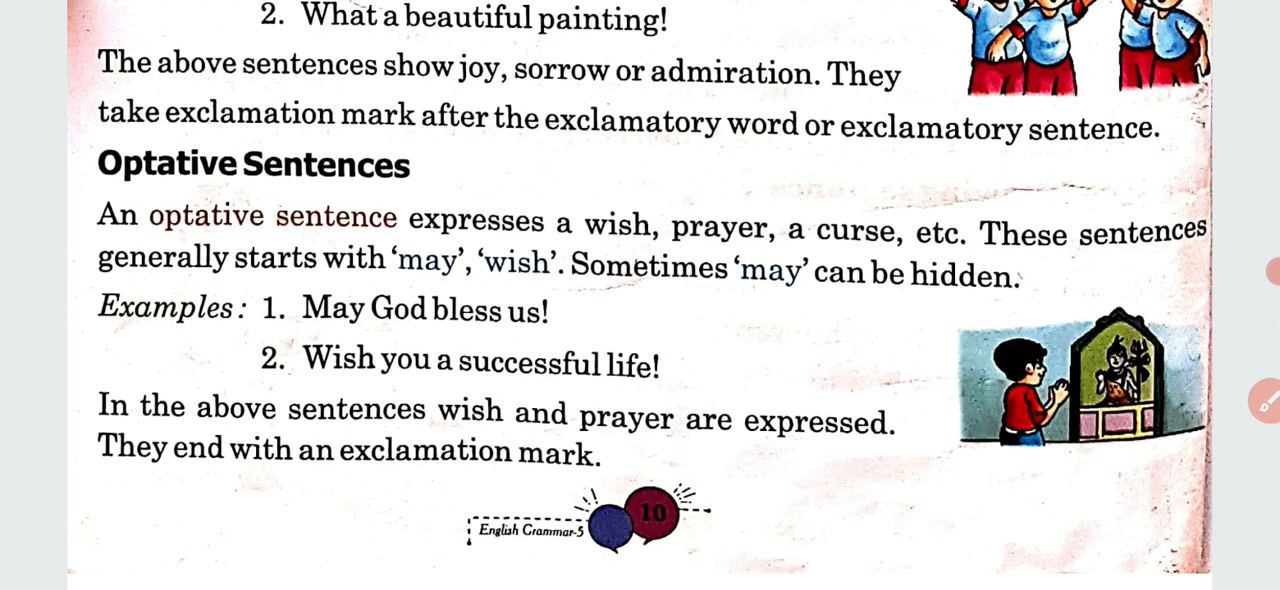 2. What a beautiful painting!
The above sentences show joy, sorrow or admiration. They
take exclamation mark after the exclamatory word or exclamatory sentence.
Optative Sentences
An optative sentence expresses a wish, prayer, a curse, etc. These sentences
generally starts with ‘may’, ‘wish’. Sometimes ‘may’ can be hidden.
Examples : 1. May God bless us!
2. Wish you a successful life!
In the above sentences wish and prayer are expressed.
They end with an exclamation mark.
English Grammar-5 10